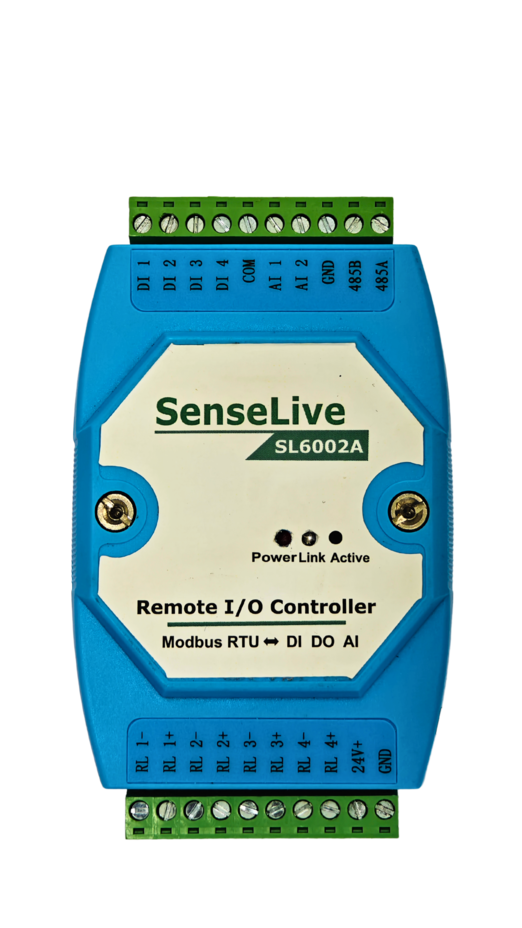 DI 1 DI 2 DI 3 DI 4 COM AI 1 AI 2 GND 485B 485A
SenseLive
SL6002A
Power Link Active
Remote I/O Controller
Modbus RTU ⬌ DI DO AI
RL 1- RL 1+ RL 2- RL 2+ RL 3- RL 3+ RL 4- RL 4+ 24V+ GND